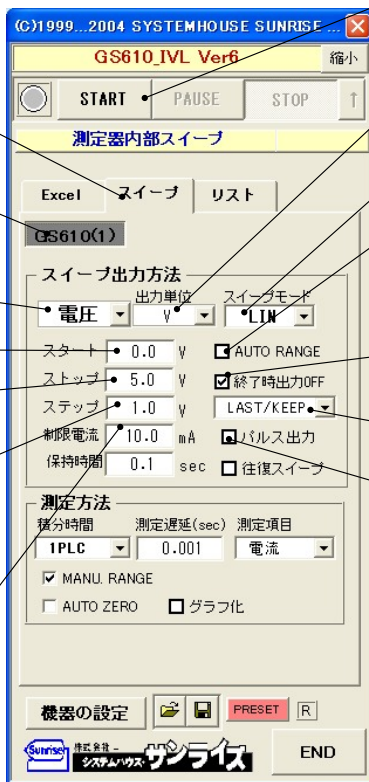 (C)1999...2004 SYSTEMHOUSE SUNRISE ...
GS610_IVL Ver6 縮小
START PAUSE STOP ↑
測定器内部スイープ
Excel スイープ リスト
GS610(1)
スイープ出力方法
出力単位 スイープモード
電圧 V LIN
スタート 0.0 V AUTO RANGE
ストップ 5.0 V 終了時出力OFF
ステップ 1.0 V LAST/KEEP
制限電流 10.0 mA パルス出力
保持時間 0.1 sec 往復スイープ
測定方法
積分時間 測定遅延(sec) 測定項目
1PLC 0.001 電流
MANU. RANGE
AUTO ZERO グラフ化
機器の設定 PRESET R
Sunrise 株式会社 システムハウス・サンライズ END